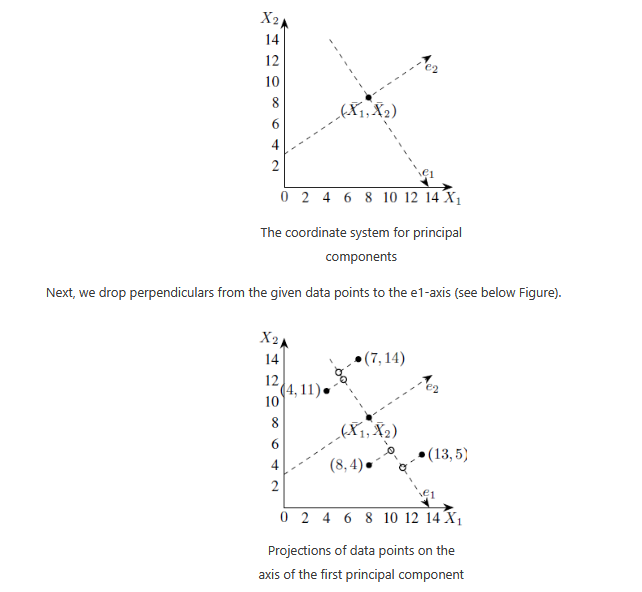 X₂
14
12
e₂
10
8
(X̄₁, X̄₂)
6
4
2
e₁
0 2 4 6 8 10 12 14 X₁
The coordinate system for principal
components
Next, we drop perpendiculars from the given data points to the e1-axis (see below Figure).
X₂
14
(7, 14)
12
(4, 11)
e₂
10
8
(X̄₁, X̄₂)
6
(13, 5)
4
(8, 4)
2
e₁
0 2 4 6 8 10 12 14 X₁
Projections of data points on the
axis of the first principal component